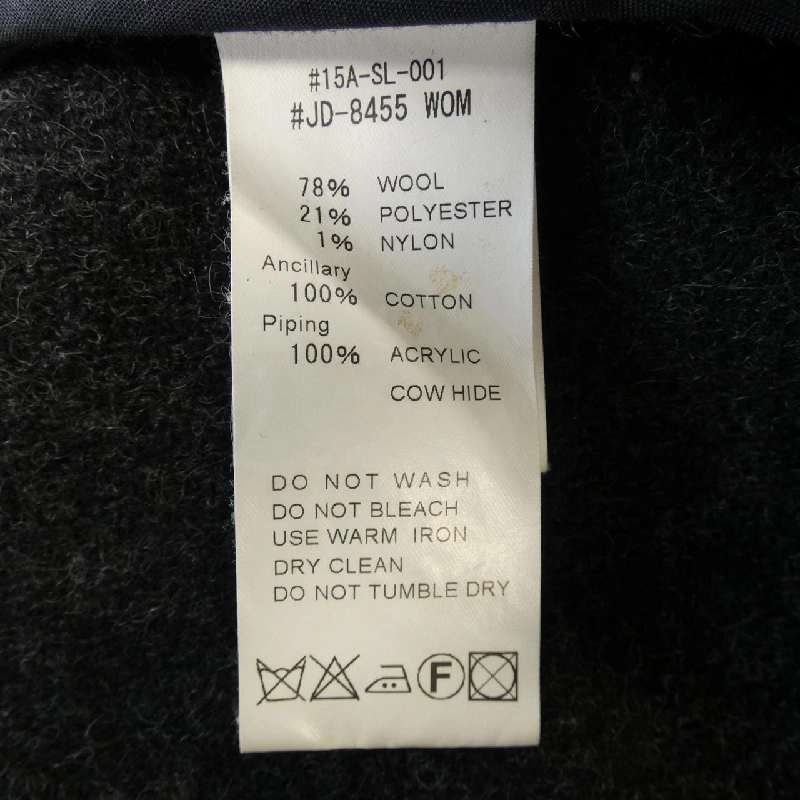 #15A-SL-001
#JD-8455 WOM
78% WOOL
21% POLYESTER
1% NYLON
Ancillary
100% COTTON
Piping
100% ACRYLIC
COW HIDE
DO NOT WASH
DO NOT BLEACH
USE WARM IRON
DRY CLEAN
DO NOT TUMBLE DRY
F